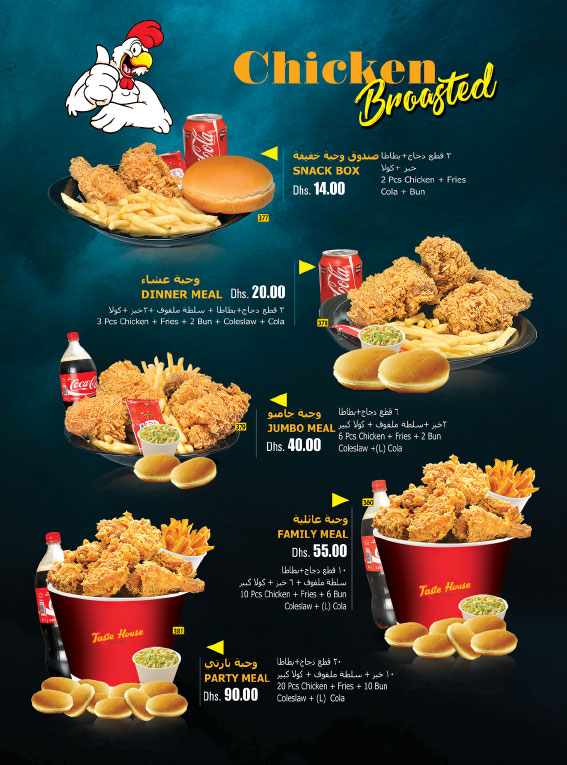 Chicken
Broasted
Coca-Cola
صندوق وجبة خفيفة
SNACK BOX
Dhs. 14.00
٢ قطع دجاج+بطاطا
خبز +كولا
2 Pcs Chicken + Fries
Cola + Bun
377
وجبة عشاء
DINNER MEAL Dhs. 20.00
٣ قطع دجاج+بطاطا + سلطة ملفوف +٢خبز +كولا
3 Pcs Chicken + Fries + 2 Bun + Coleslaw + Cola
378
Coca-Cola
379
وجبة جامبو
JUMBO MEAL
Dhs. 40.00
٦ قطع دجاج+بطاطا
٢خبز +سلطة ملفوف + كولا كبير
6 Pcs Chicken + Fries + 2 Bun
Coleslaw +(L) Cola
380
وجبة عائلية
FAMILY MEAL
Dhs. 55.00
١٠ قطع دجاج+بطاطا
سلطة ملفوف + ٦ خبز + كولا كبير
10 Pcs Chicken + Fries + 6 Bun
Coleslaw + (L) Cola
Taste House
Taste House
181
وجبة بارتي
PARTY MEAL
Dhs. 90.00
٢٠ قطع دجاج+بطاطا
١٠ خبز + سلطة ملفوف + كولا كبير
20 Pcs Chicken + Fries + 10 Bun
Coleslaw + (L) Cola